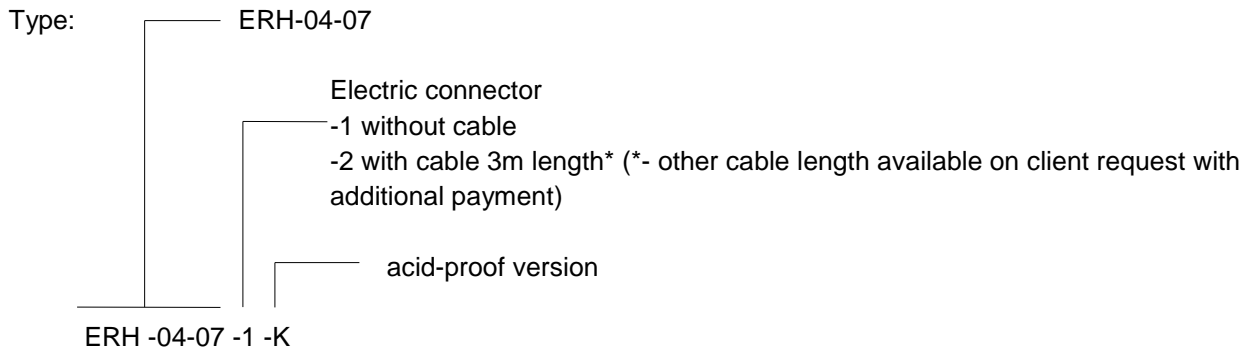 Type: ERH-04-07
Electric connector
-1 without cable
-2 with cable 3m length* (*- other cable length available on client request with
additional payment)
acid-proof version
ERH -04-07 -1 -K